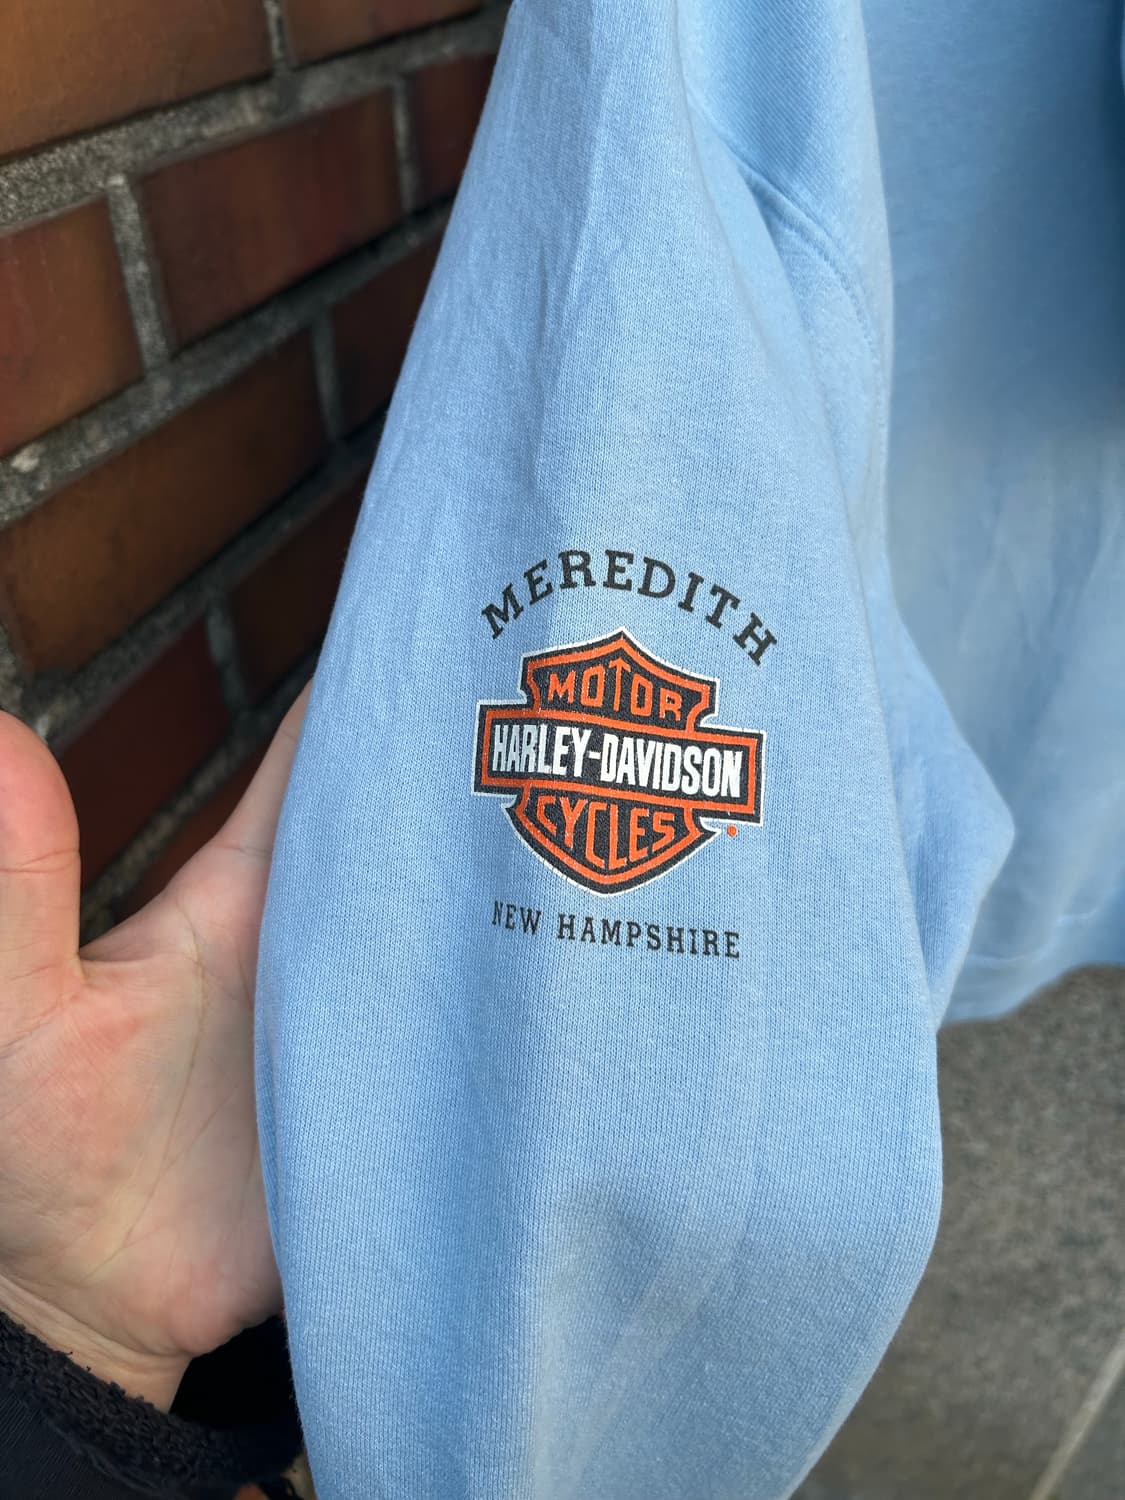 MEREDITH
MOTOR
HARLEY-DAVIDSON
CYCLES
NEW HAMPSHIRE